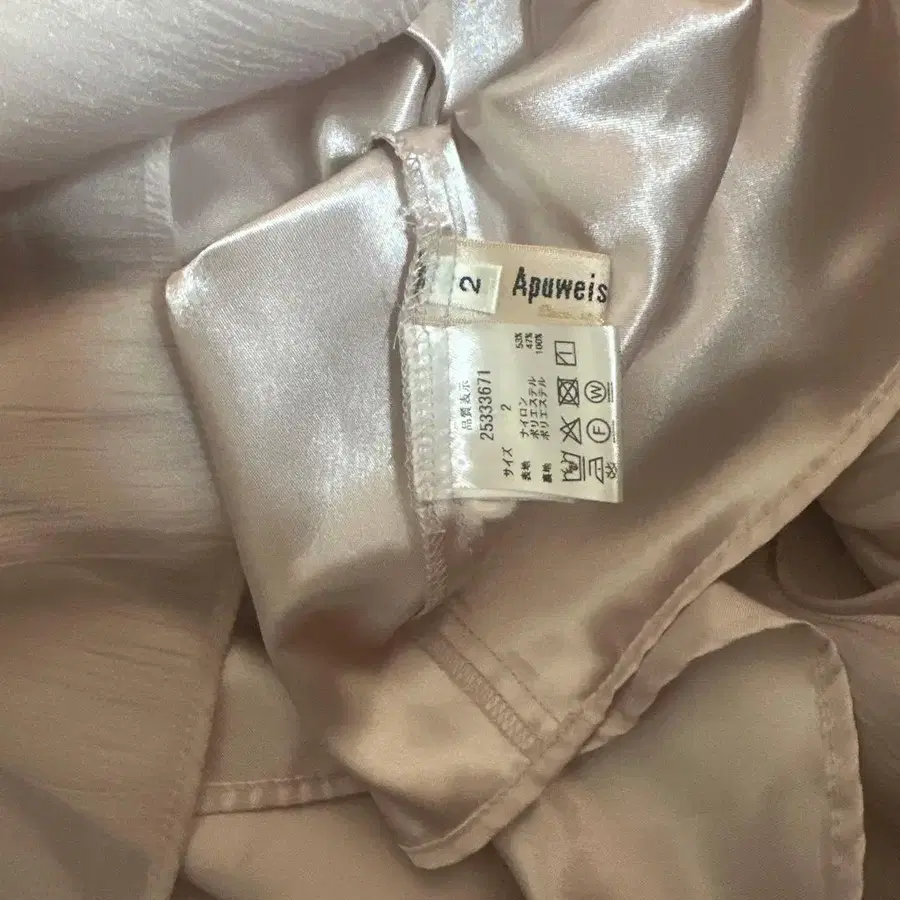 2
Apuweis
品質表示
25333671
サイズ 2
表地 ナイロン 53%
ポリエステル 47%
裏地 ポリエステル 100%
F
W